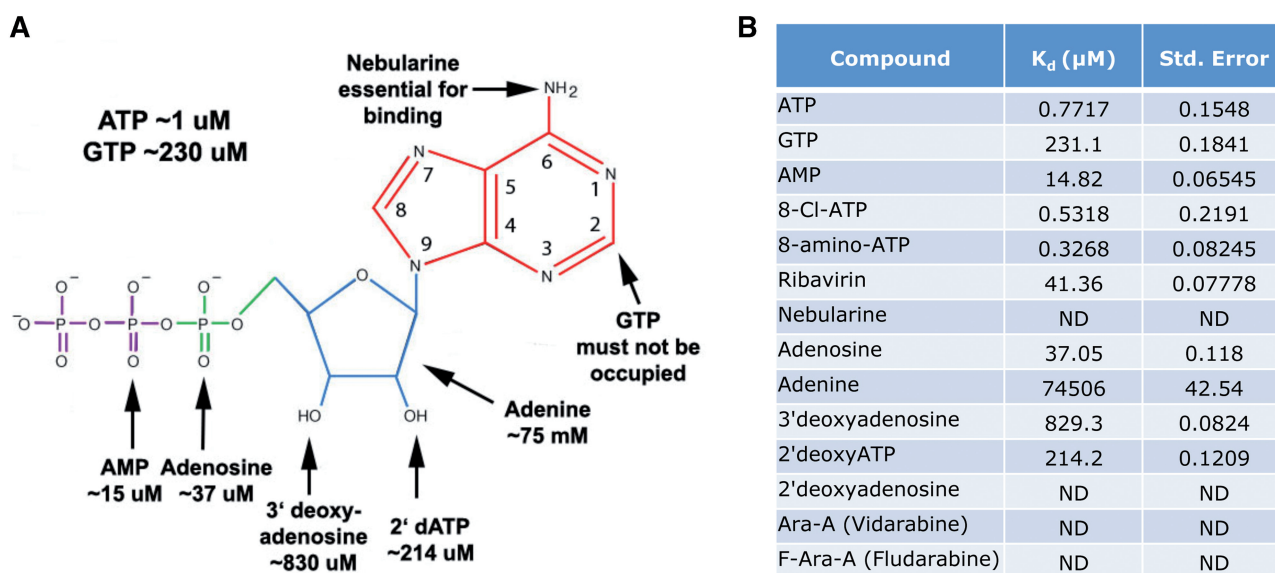 A
ATP ~1 uM
GTP ~230 uM
Nebularine
essential for
binding
NH2
6
N
7
N
1
5
8
4
2
9
3
N
N
O⁻
O⁻
O⁻
⁻O
P
O
P
O
P
O
O
O
O
O
HO
OH
GTP
must not be
occupied
Adenine
~75 mM
AMP
~15 uM
Adenosine
~37 uM
3‘ deoxy-
adenosine
~830 uM
2‘ dATP
~214 uM
B
Compound Kd (µM) Std. Error
ATP 0.7717 0.1548
GTP 231.1 0.1841
AMP 14.82 0.06545
8-Cl-ATP 0.5318 0.2191
8-amino-ATP 0.3268 0.08245
Ribavirin 41.36 0.07778
Nebularine ND ND
Adenosine 37.05 0.118
Adenine 74506 42.54
3'deoxyadenosine 829.3 0.0824
2'deoxyATP 214.2 0.1209
2'deoxyadenosine ND ND
Ara-A (Vidarabine) ND ND
F-Ara-A (Fludarabine) ND ND